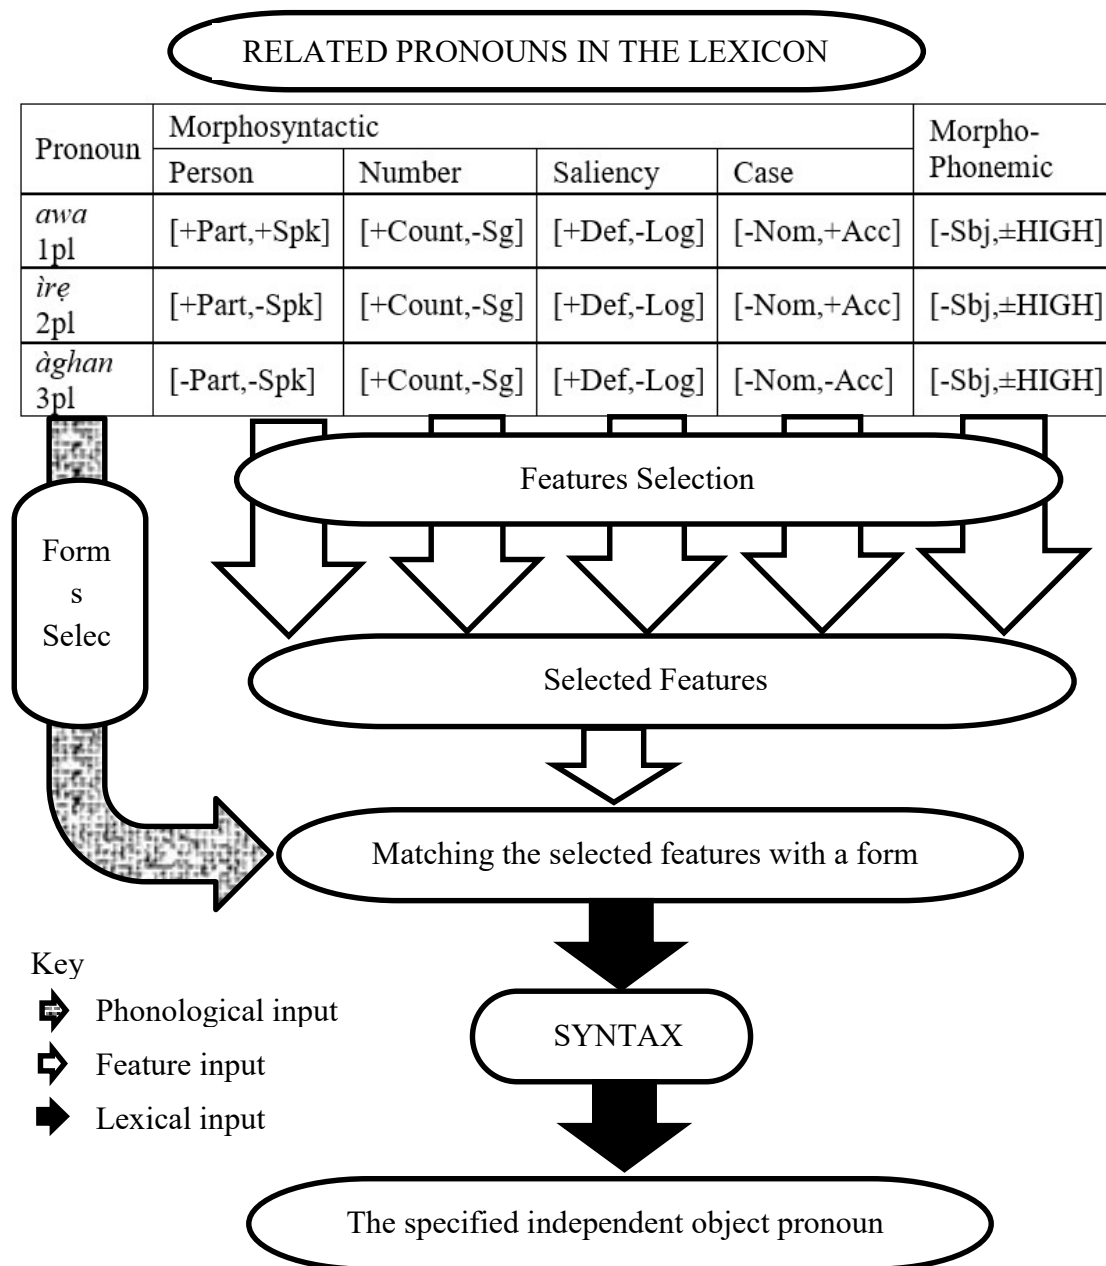 RELATED PRONOUNS IN THE LEXICON
Pronoun Morphosyntactic Morpho-
Phonemic
Person Number Saliency Case
awa
1pl [+Part,+Spk] [+Count,-Sg] [+Def,-Log] [-Nom,+Acc] [-Sbj,±HIGH]
ìrẹ
2pl [+Part,-Spk] [+Count,-Sg] [+Def,-Log] [-Nom,+Acc] [-Sbj,±HIGH]
àghan
3pl [-Part,-Spk] [+Count,-Sg] [+Def,-Log] [-Nom,-Acc] [-Sbj,±HIGH]
Features Selection
Form
s
Selec
Selected Features
Matching the selected features with a form
Key
Phonological input
Feature input
Lexical input
SYNTAX
The specified independent object pronoun